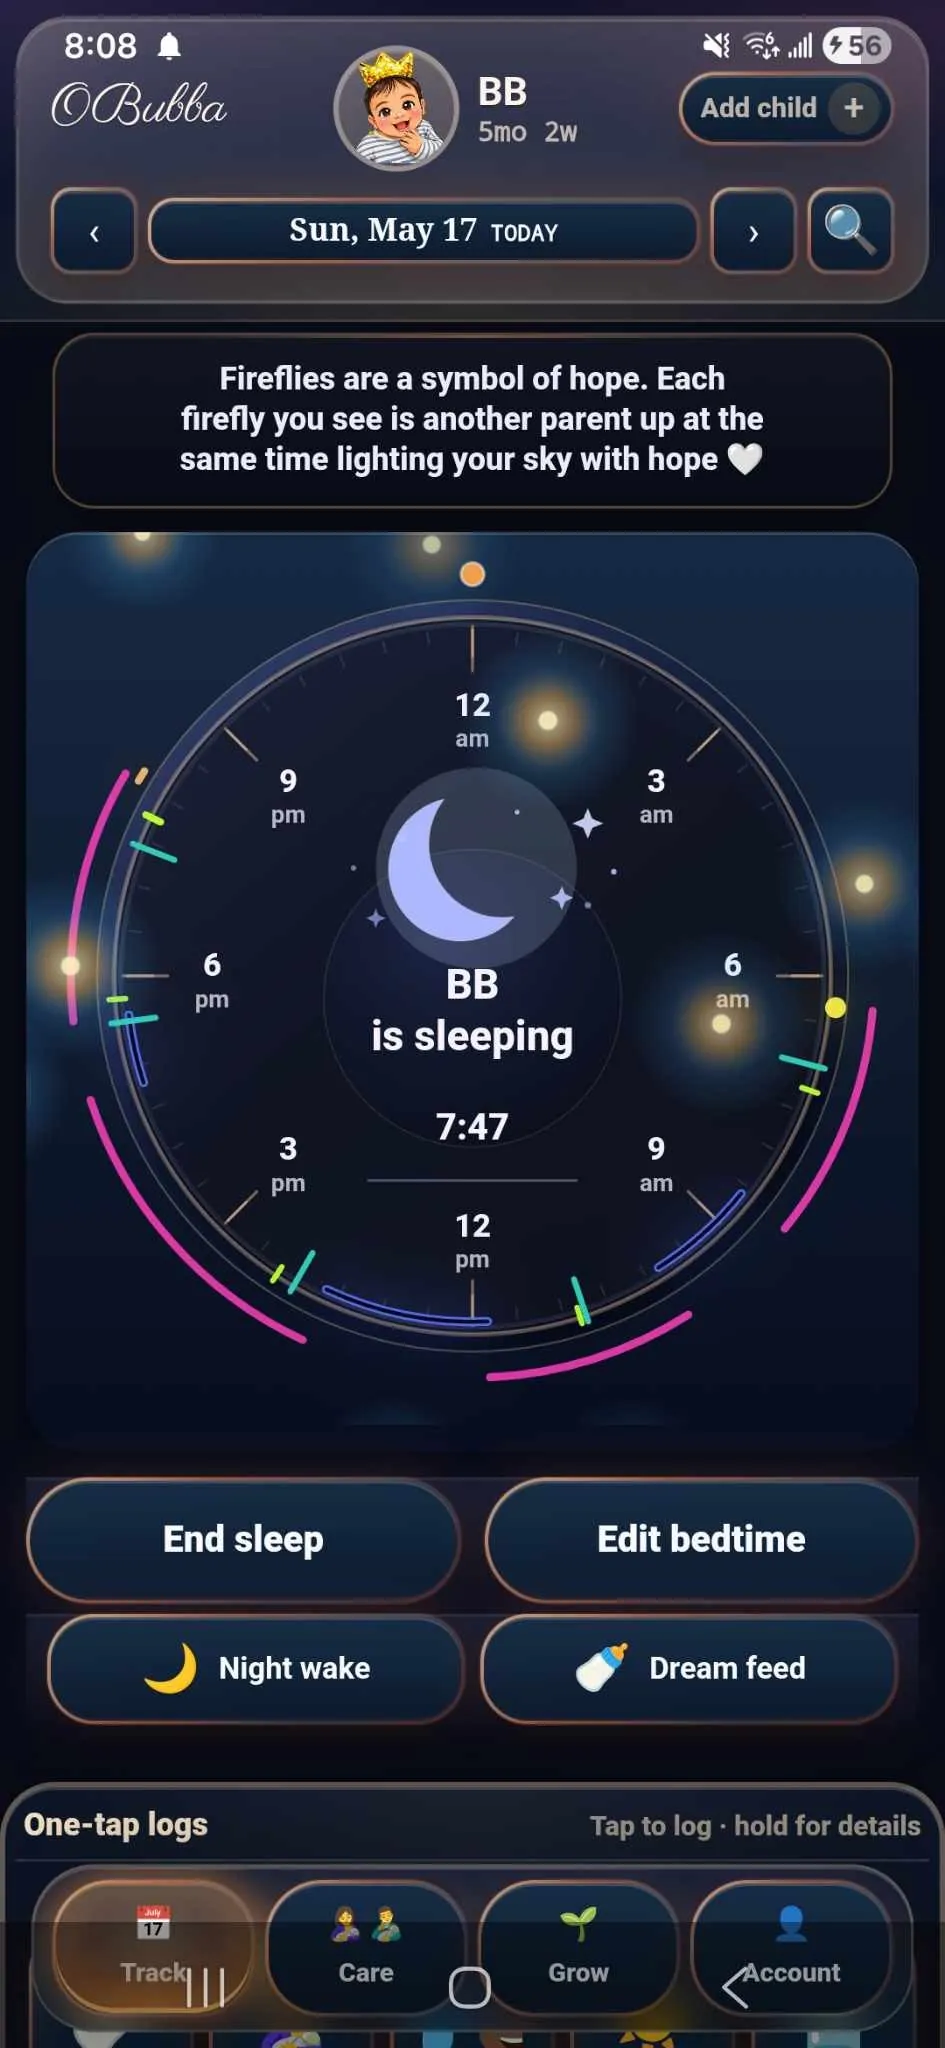 8:08
6
56
OBubba
BB
5mo 2w
Add child +
‹
Sun, May 17 TODAY
›
Fireflies are a symbol of hope. Each
firefly you see is another parent up at the
same time lighting your sky with hope 🤍
12
am
9
pm
3
am
6
pm
6
am
BB
is sleeping
7:47
3
pm
9
am
12
pm
End sleep
Edit bedtime
Night wake
Dream feed
One-tap logs
Tap to log · hold for details
July
17
Track
Care
Grow
Account